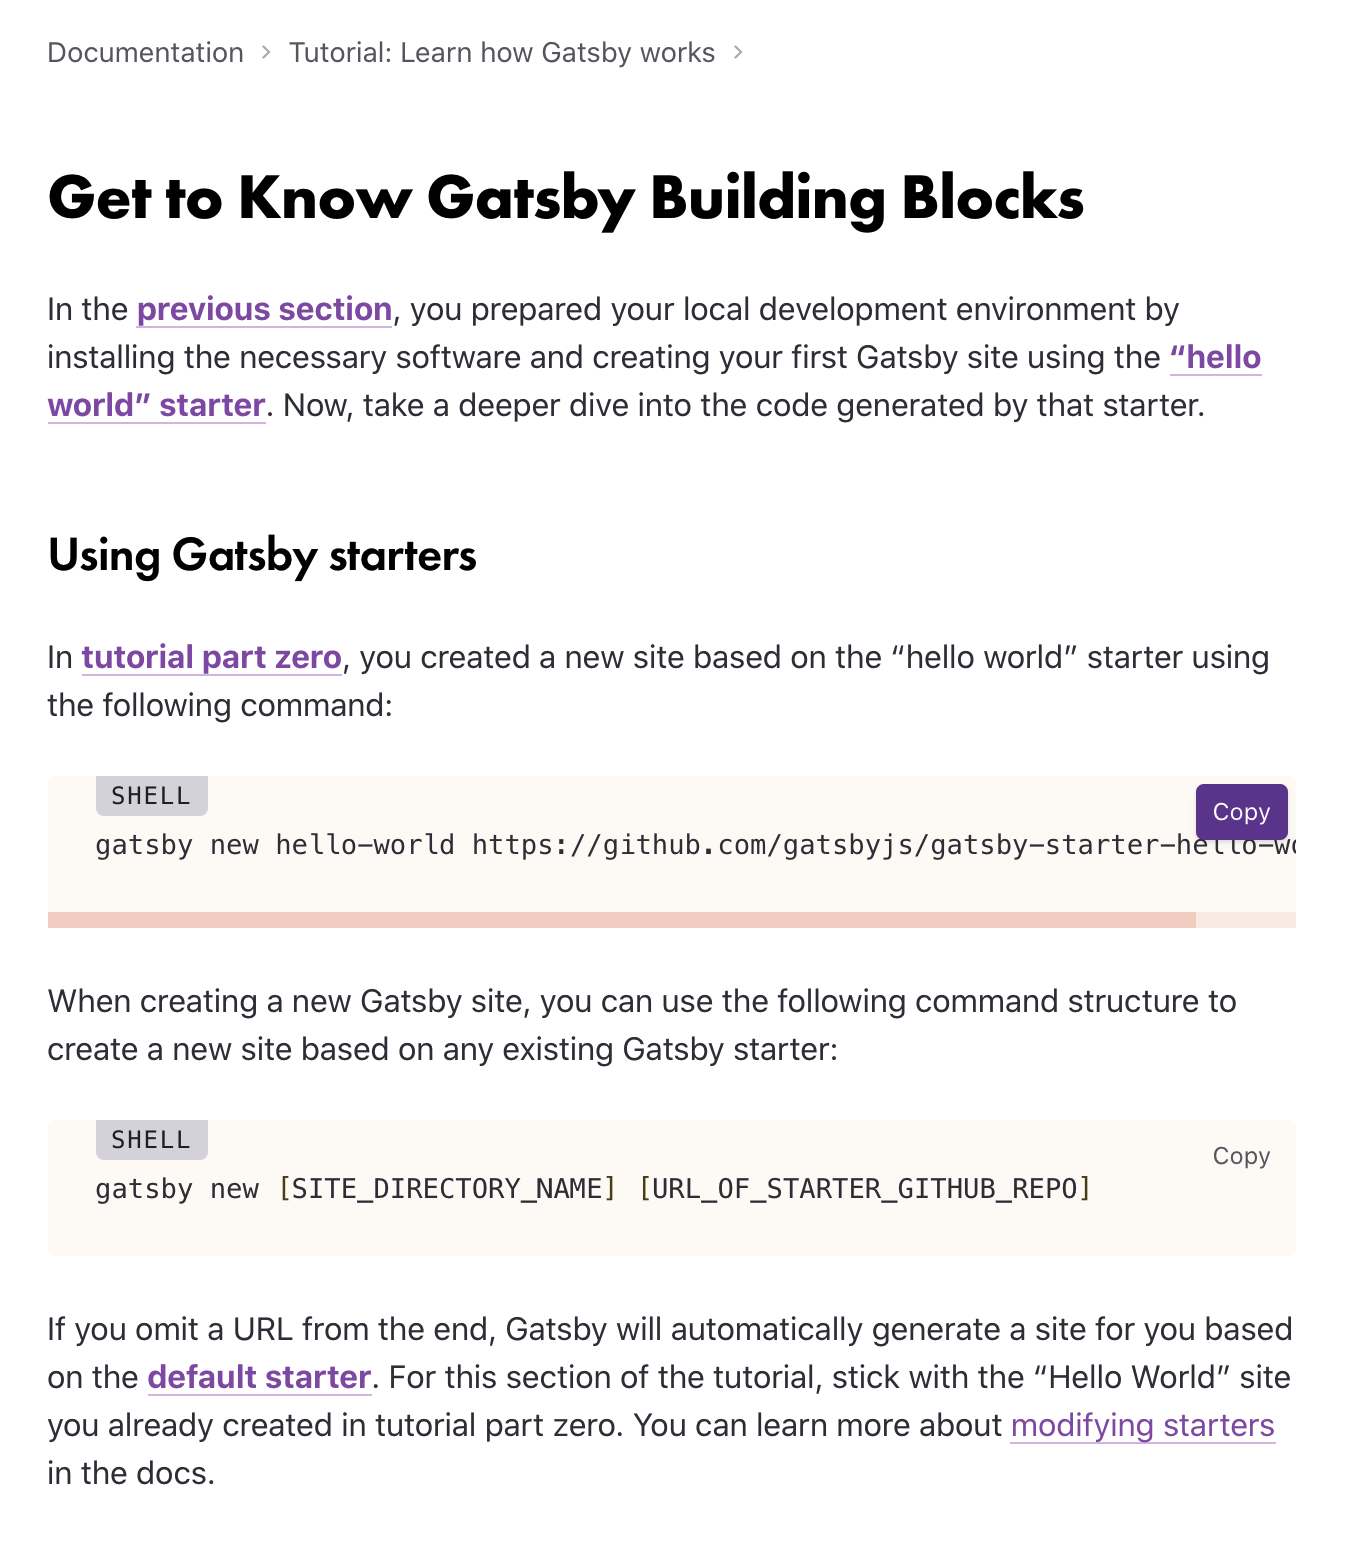 Documentation > Tutorial: Learn how Gatsby works >
Get to Know Gatsby Building Blocks
In the previous section, you prepared your local development environment by
installing the necessary software and creating your first Gatsby site using the “hello
world” starter. Now, take a deeper dive into the code generated by that starter.
Using Gatsby starters
In tutorial part zero, you created a new site based on the “hello world” starter using
the following command:
SHELL
Copy
gatsby new hello-world https://github.com/gatsbyjs/gatsby-starter-hello-wo
When creating a new Gatsby site, you can use the following command structure to
create a new site based on any existing Gatsby starter:
SHELL
Copy
gatsby new [SITE_DIRECTORY_NAME] [URL_OF_STARTER_GITHUB_REPO]
If you omit a URL from the end, Gatsby will automatically generate a site for you based
on the default starter. For this section of the tutorial, stick with the “Hello World” site
you already created in tutorial part zero. You can learn more about modifying starters
in the docs.